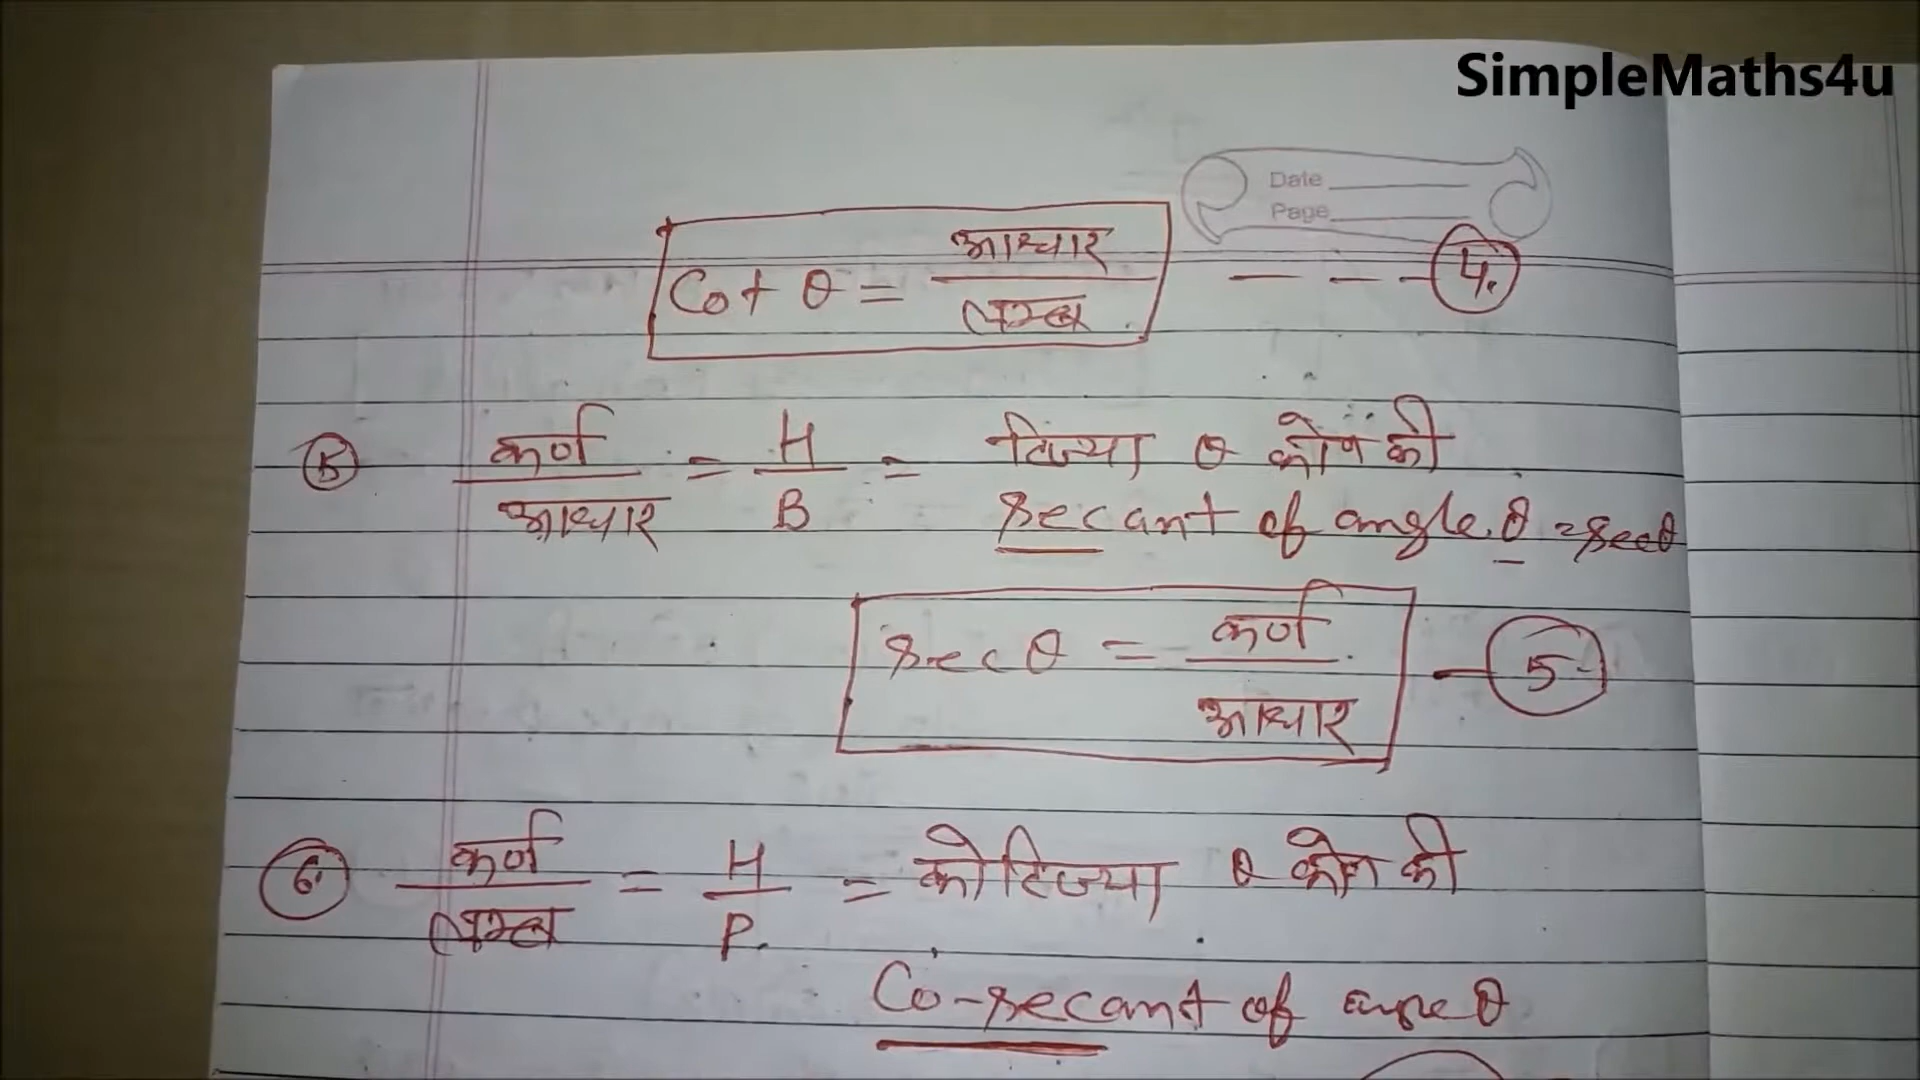 SimpleMaths4u
Date
Page
Cot θ = आधार / लम्ब --- 4.
5 कर्ण / आधार = H / B = θ कोण की
secant of angle θ = secθ
sec θ = कर्ण / आधार - 5
6. कर्ण / लम्ब = H / P. = θ कोण की
Co-secant of angle θ